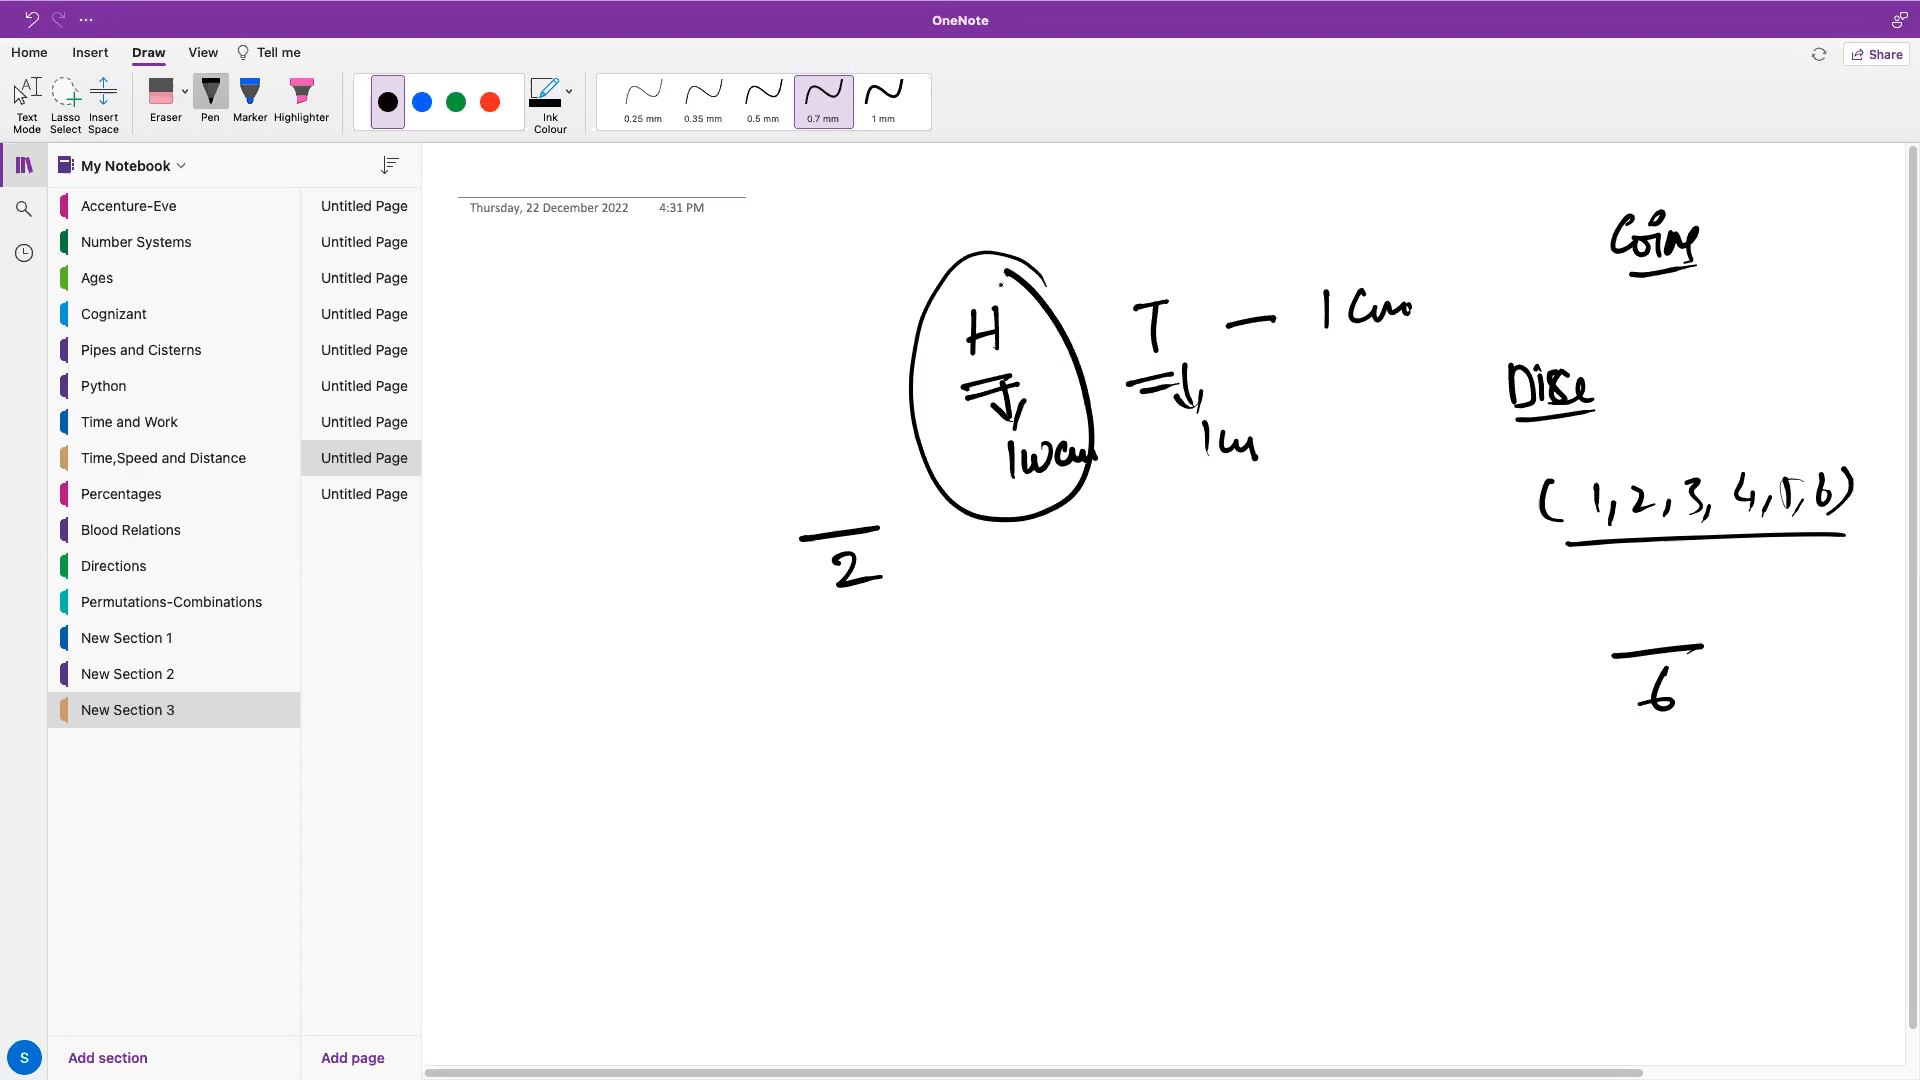 OneNote
Home Insert Draw View Tell me
Share
Text Mode
Lasso Select
Insert Space
Eraser
Pen
Marker
Highlighter
Ink Colour
0.25 mm
0.35 mm
0.5 mm
0.7 mm
1 mm
My Notebook
Accenture-Eve
Number Systems
Ages
Cognizant
Pipes and Cisterns
Python
Time and Work
Time,Speed and Distance
Percentages
Blood Relations
Directions
Permutations-Combinations
New Section 1
New Section 2
New Section 3
Add section
Untitled Page
Untitled Page
Untitled Page
Untitled Page
Untitled Page
Untitled Page
Untitled Page
Untitled Page
Untitled Page
Add page
S
Thursday, 22 December 2022 4:31 PM
Coins
H T — 1
2
( 1, 2, 3, 4, 5, 6)
6